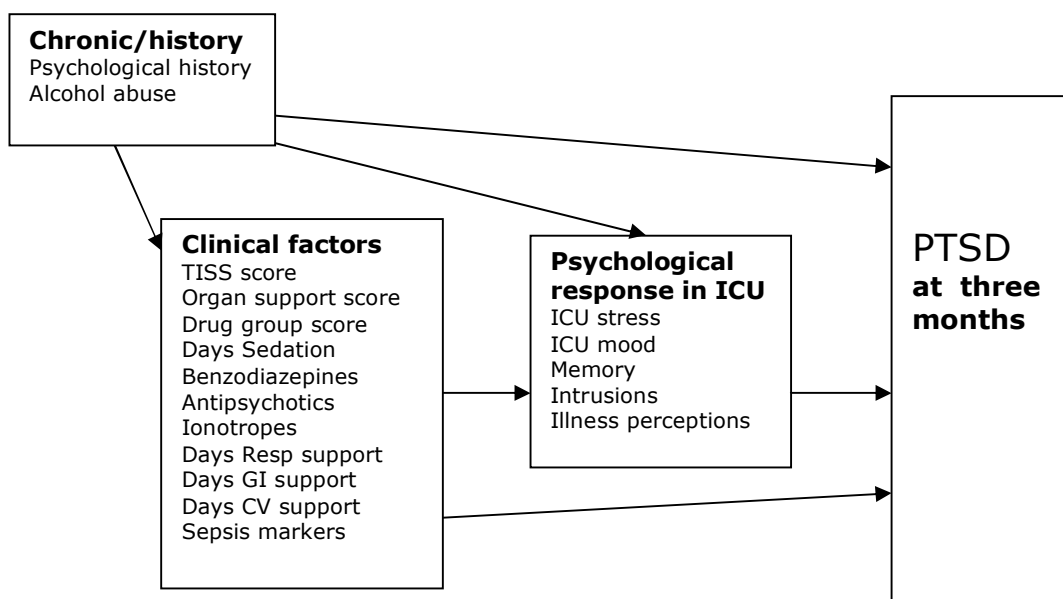 Chronic/history
Psychological history
Alcohol abuse
Clinical factors
TISS score
Organ support score
Drug group score
Days Sedation
Benzodiazepines
Antipsychotics
Ionotropes
Days Resp support
Days GI support
Days CV support
Sepsis markers
Psychological
response in ICU
ICU stress
ICU mood
Memory
Intrusions
Illness perceptions
PTSD
at three
months